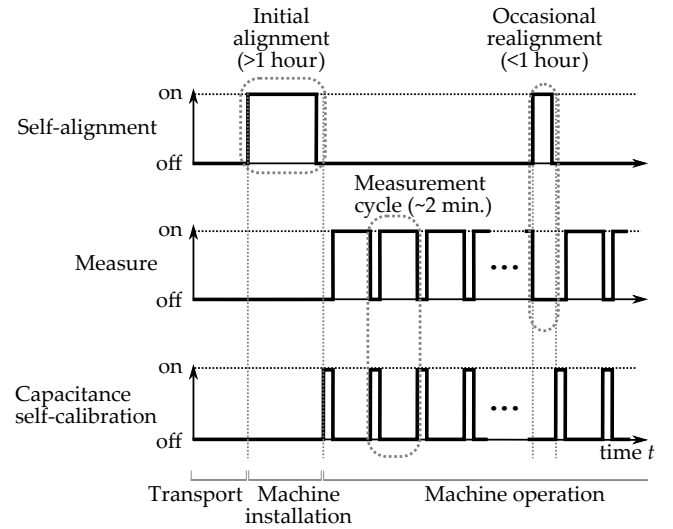 Initial
alignment
(>1 hour)
Occasional
realignment
(<1 hour)
on
Self-alignment
off
Measurement
cycle (~2 min.)
on
Measure
...
off
on
Capacitance
self-calibration
...
off
time t
Transport
Machine
installation
Machine operation